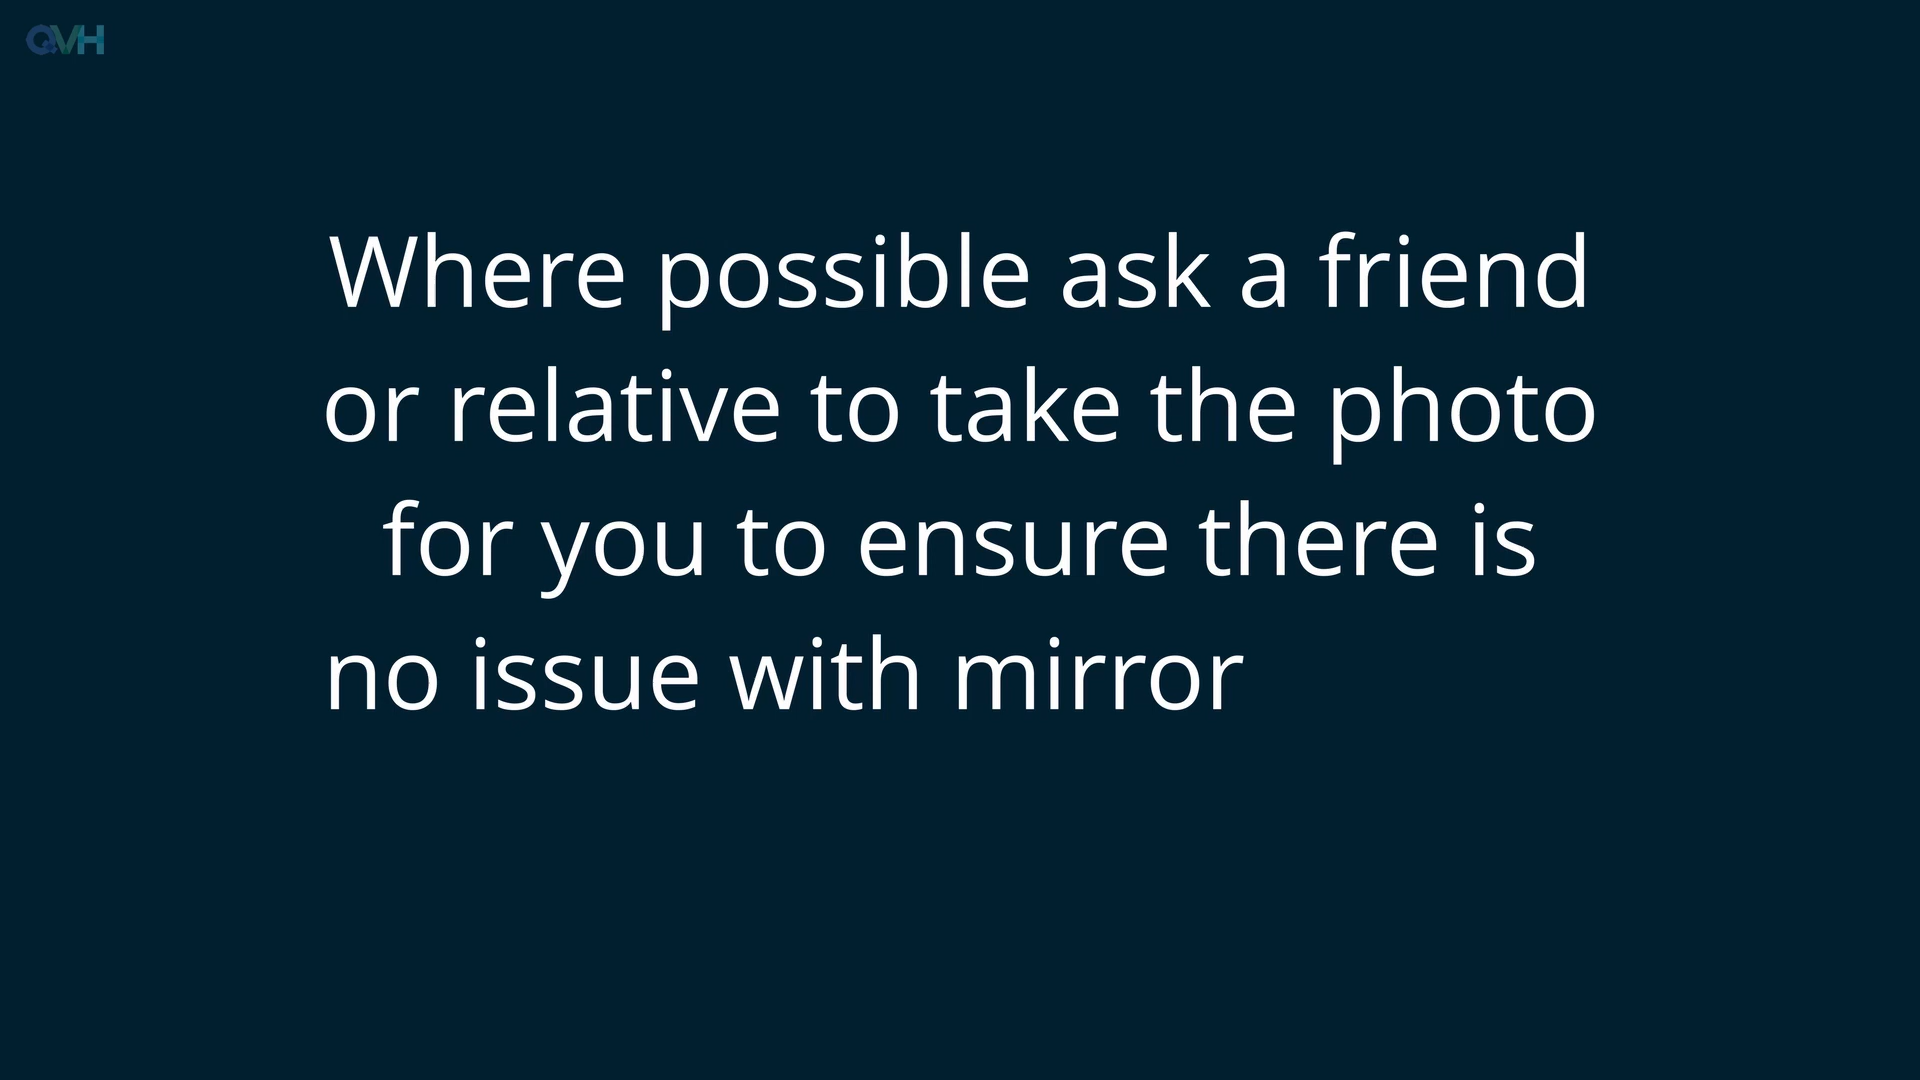 QVH
Where possible ask a friend
or relative to take the photo
for you to ensure there is
no issue with mirror